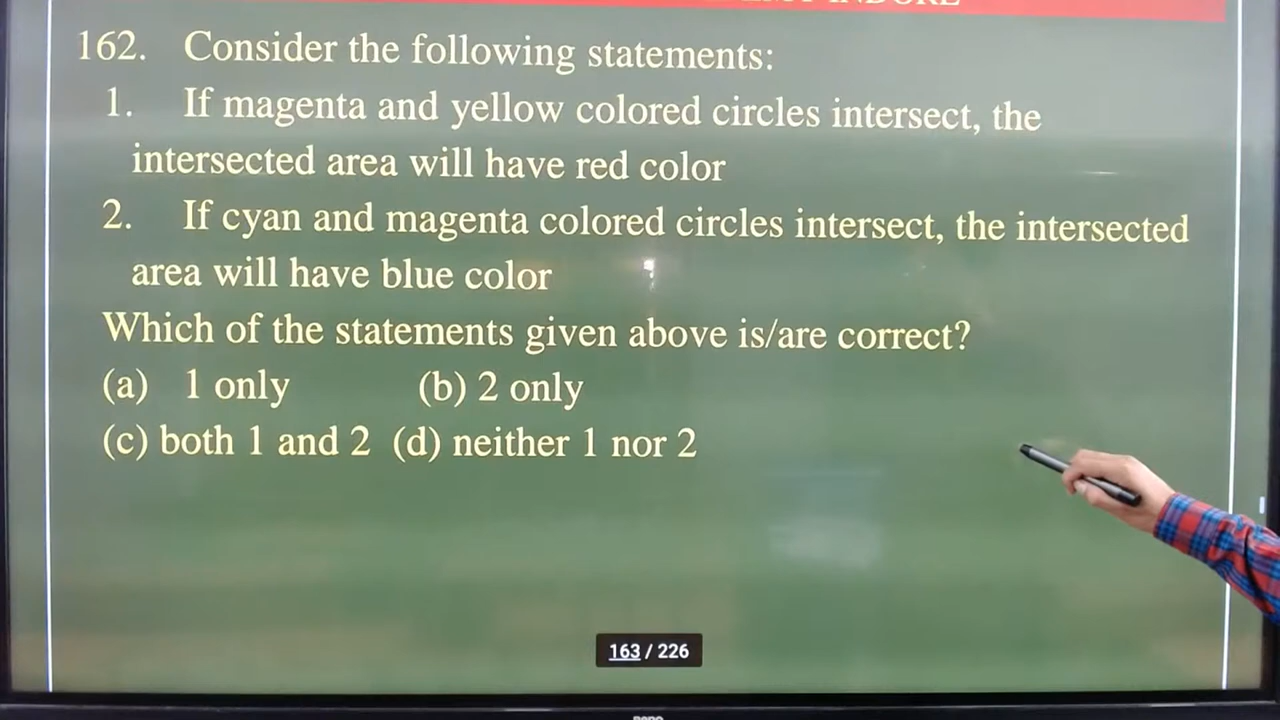 INDORE
162. Consider the following statements:
1. If magenta and yellow colored circles intersect, the
intersected area will have red color
2. If cyan and magenta colored circles intersect, the intersected
area will have blue color
Which of the statements given above is/are correct?
(a) 1 only (b) 2 only
(c) both 1 and 2 (d) neither 1 nor 2
163 / 226